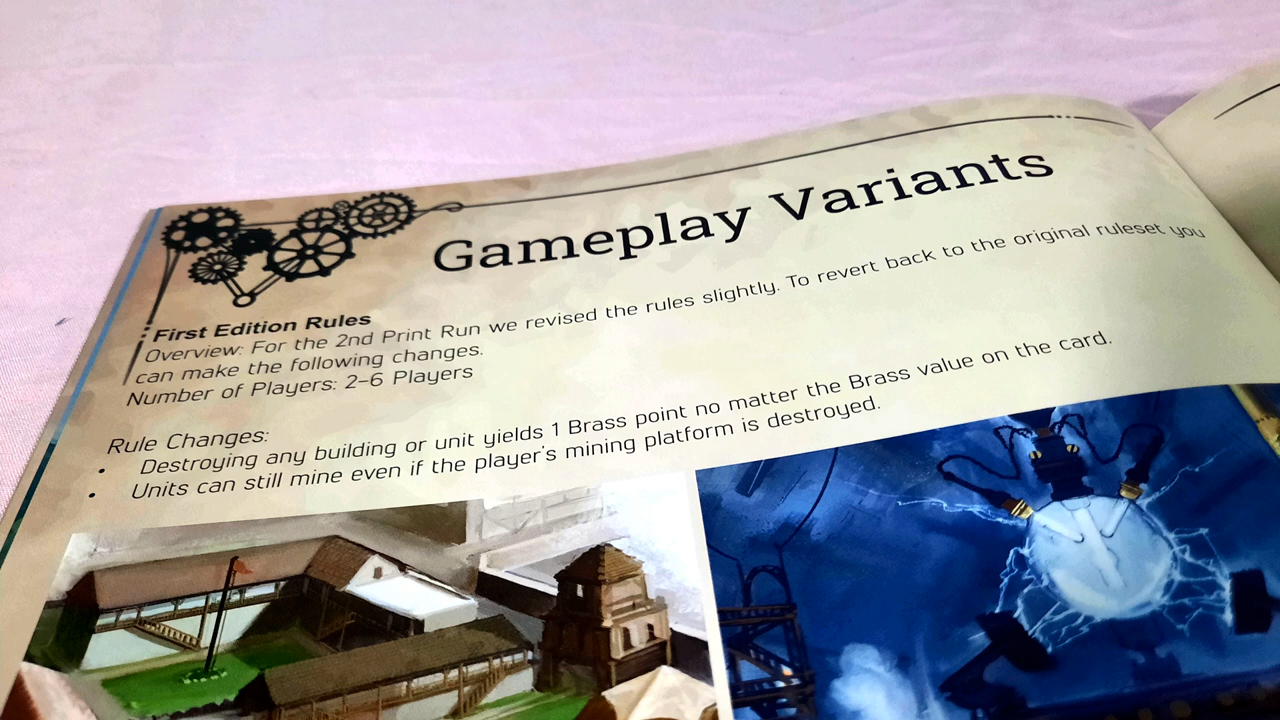 Gameplay Variants
First Edition Rules
Overview: For the 2nd Print Run we revised the rules slightly. To revert back to the original ruleset you
can make the following changes.
Number of Players: 2-6 Players
Rule Changes:
• Destroying any building or unit yields 1 Brass point no matter the Brass value on the card.
• Units can still mine even if the player's mining platform is destroyed.